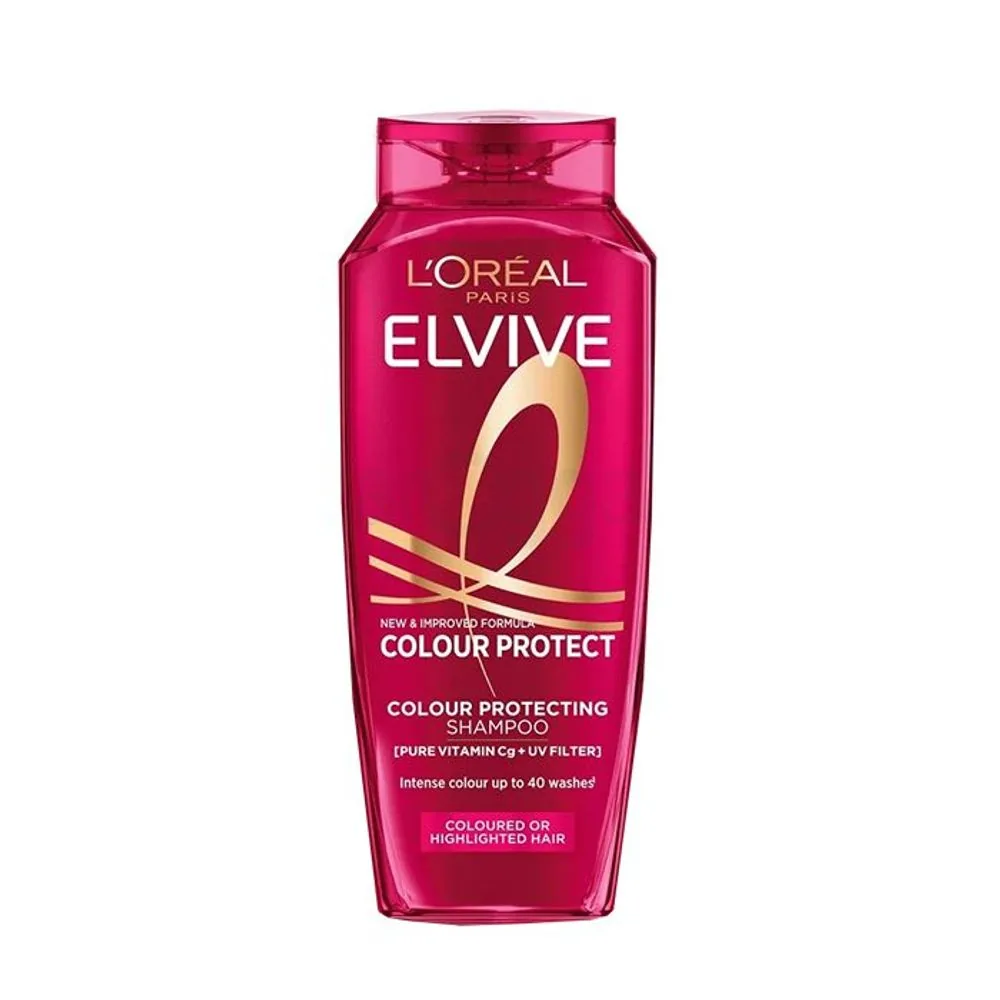 L'ORÉAL
PARIS
ELVIVE
NEW & IMPROVED FORMULA
COLOUR PROTECT
COLOUR PROTECTING
SHAMPOO
[PURE VITAMIN Cg + UV FILTER]
Intense colour up to 40 washes¹
COLOURED OR
HIGHLIGHTED HAIR